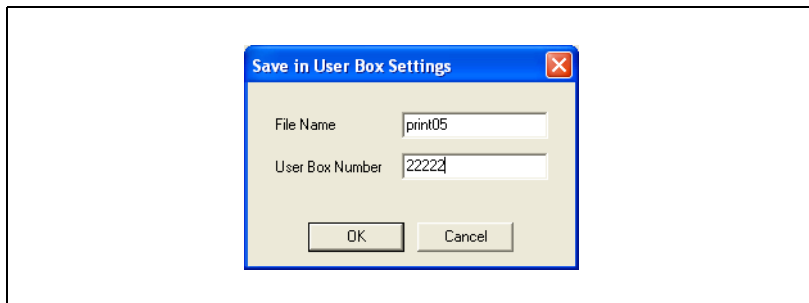 Save in User Box Settings
File Name print05
User Box Number 22222
OK Cancel